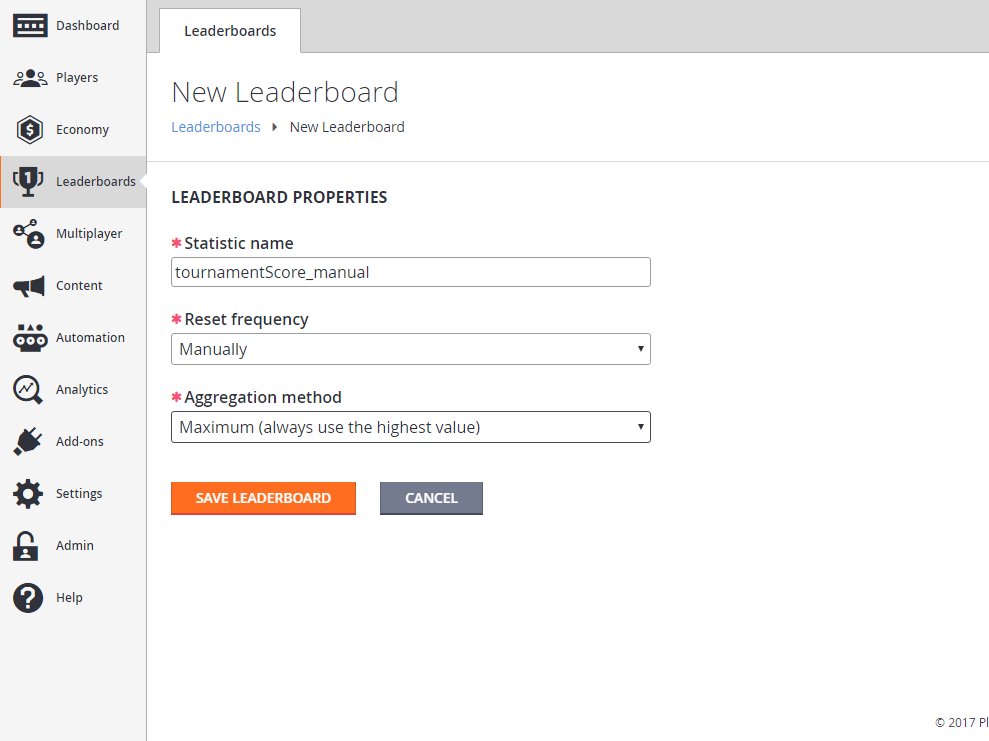 Dashboard
Players
Economy
Leaderboards
Multiplayer
Content
Automation
Analytics
Add-ons
Settings
Admin
Help
Leaderboards
New Leaderboard
Leaderboards New Leaderboard
LEADERBOARD PROPERTIES
* Statistic name
tournamentScore_manual
* Reset frequency
Manually
* Aggregation method
Maximum (always use the highest value)
SAVE LEADERBOARD CANCEL
© 2017 Pl